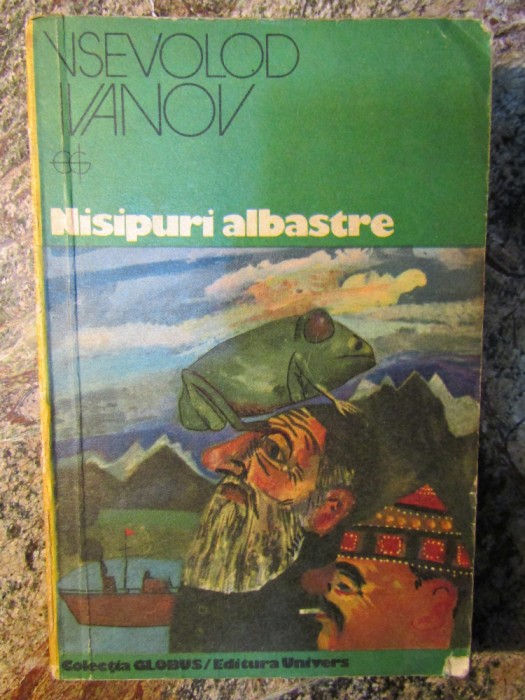 VSEVOLOD
IVANOV
Nisipuri albastre
Colecția GLOBUS/Editura Univers